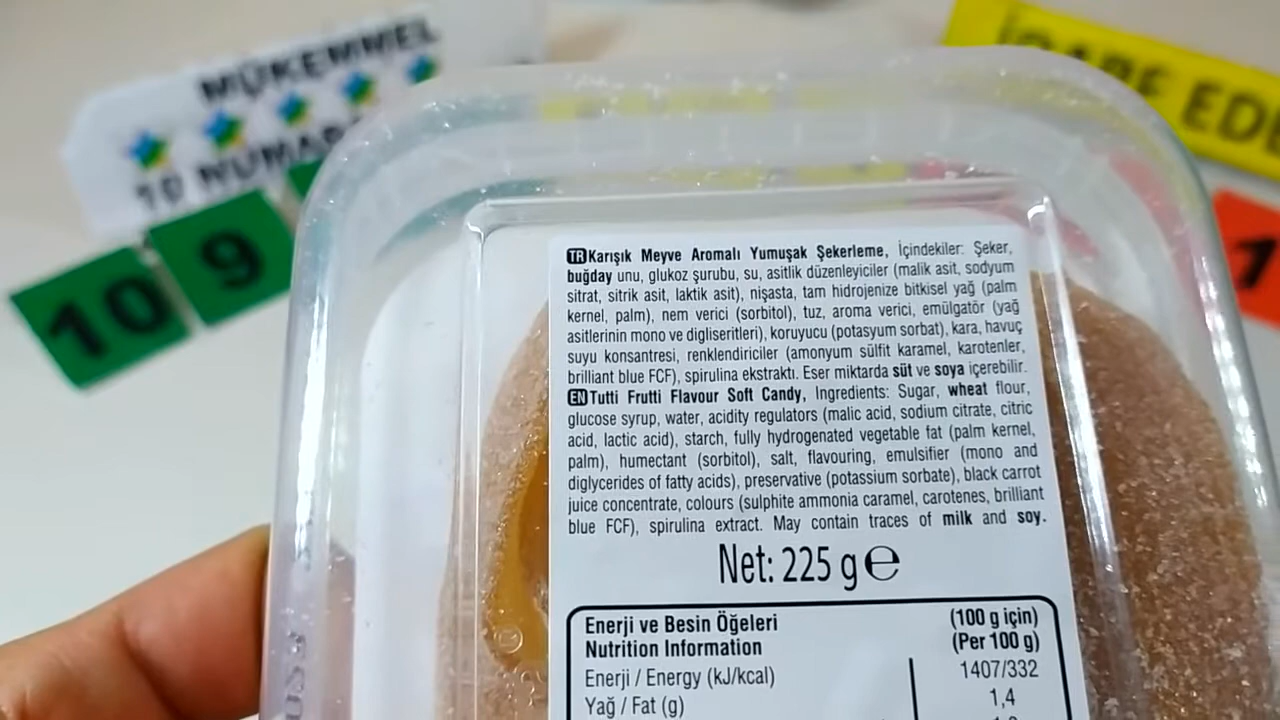 MÜKEMMEL
10 NUMARA
10
9
EDE
1
TR Karışık Meyve Aromalı Yumuşak Şekerleme, İçindekiler: Şeker,
buğday unu, glukoz şurubu, su, asitlik düzenleyiciler (malik asit, sodyum
sitrat, sitrik asit, laktik asit), nişasta, tam hidrojenize bitkisel yağ (palm
kernel, palm), nem verici (sorbitol), tuz, aroma verici, emülgatör (yağ
asitlerinin mono ve digliseritleri), koruyucu (potasyum sorbat), kara, havuç
suyu konsantresi, renklendiriciler (amonyum sülfit karamel, karotenler,
brilliant blue FCF), spirulina ekstraktı. Eser miktarda süt ve soya içerebilir.
EN Tutti Frutti Flavour Soft Candy, Ingredients: Sugar, wheat flour,
glucose syrup, water, acidity regulators (malic acid, sodium citrate, citric
acid, lactic acid), starch, fully hydrogenated vegetable fat (palm kernel,
palm), humectant (sorbitol), salt, flavouring, emulsifier (mono and
diglycerides of fatty acids), preservative (potassium sorbate), black carrot
juice concentrate, colours (sulphite ammonia caramel, carotenes, brilliant
blue FCF), spirulina extract. May contain traces of milk and soy.
Net: 225 g e
Enerji ve Besin Öğeleri (100 g için)
Nutrition Information (Per 100 g)
Enerji / Energy (kJ/kcal) 1407/332
Yağ / Fat (g) 1,4